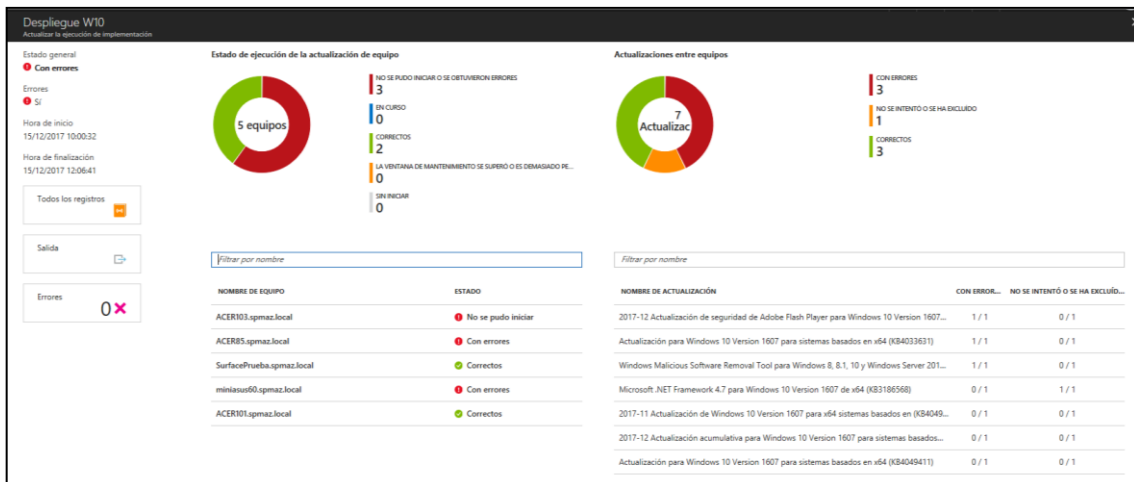 Despliegue W10
Actualizar la ejecución de implementación
Estado general
Con errores
Errores
Sí
Hora de inicio
15/12/2017 10:00:32
Hora de finalización
15/12/2017 12:06:41
Todos los registros
Salida
Errores
0
Estado de ejecución de la actualización de equipo
5 equipos
NO SE PUDO INICIAR O SE OBTUVIERON ERRORES
3
EN CURSO
0
CORRECTOS
2
LA VENTANA DE MANTENIMIENTO SE SUPERÓ O ES DEMASIADO PE...
0
SIN INICIAR
0
Filtrar por nombre
NOMBRE DE EQUIPO ESTADO
ACER103.spmaz.local No se pudo iniciar
ACER85.spmaz.local Con errores
SurfacePrueba.spmaz.local Correctos
miniasus60.spmaz.local Con errores
ACER101.spmaz.local Correctos
Actualizaciones entre equipos
7
Actualizac
CON ERRORES
3
NO SE INTENTÓ O SE HA EXCLUÍDO
1
CORRECTOS
3
Filtrar por nombre
NOMBRE DE ACTUALIZACIÓN CON ERROR... NO SE INTENTÓ O SE HA EXCLUÍD...
2017-12 Actualización de seguridad de Adobe Flash Player para Windows 10 Version 1607... 1 / 1 0 / 1
Actualización para Windows 10 Version 1607 para sistemas basados en x64 (KB4033631) 1 / 1 0 / 1
Windows Malicious Software Removal Tool para Windows 8, 8.1, 10 y Windows Server 201... 1 / 1 0 / 1
Microsoft .NET Framework 4.7 para Windows 10 Version 1607 de x64 (KB3186568) 0 / 1 1 / 1
2017-11 Actualización de Windows 10 Version 1607 para x64 sistemas basados en (KB4049... 0 / 1 0 / 1
2017-12 Actualización acumulativa para Windows 10 Version 1607 para sistemas basados... 0 / 1 0 / 1
Actualización para Windows 10 Version 1607 para sistemas basados en x64 (KB4049411) 0 / 1 0 / 1